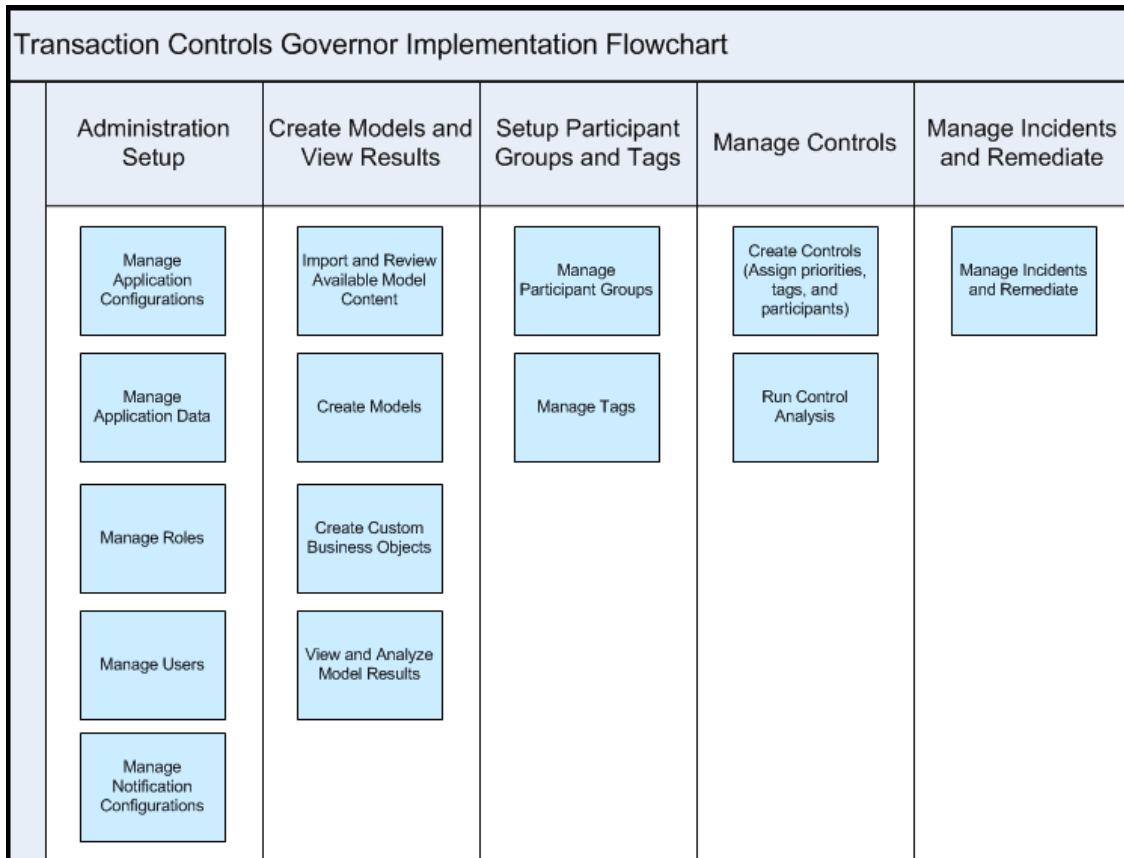 Transaction Controls Governor Implementation Flowchart
Administration
Setup
Create Models and
View Results
Setup Participant
Groups and Tags
Manage Controls
Manage Incidents
and Remediate
Manage
Application
Configurations
Manage
Application Data
Manage Roles
Manage Users
Manage
Notification
Configurations
Import and Review
Available Model
Content
Create Models
Create Custom
Business Objects
View and Analyze
Model Results
Manage
Participant Groups
Manage Tags
Create Controls
(Assign priorities,
tags, and
participants)
Run Control
Analysis
Manage Incidents
and Remediate